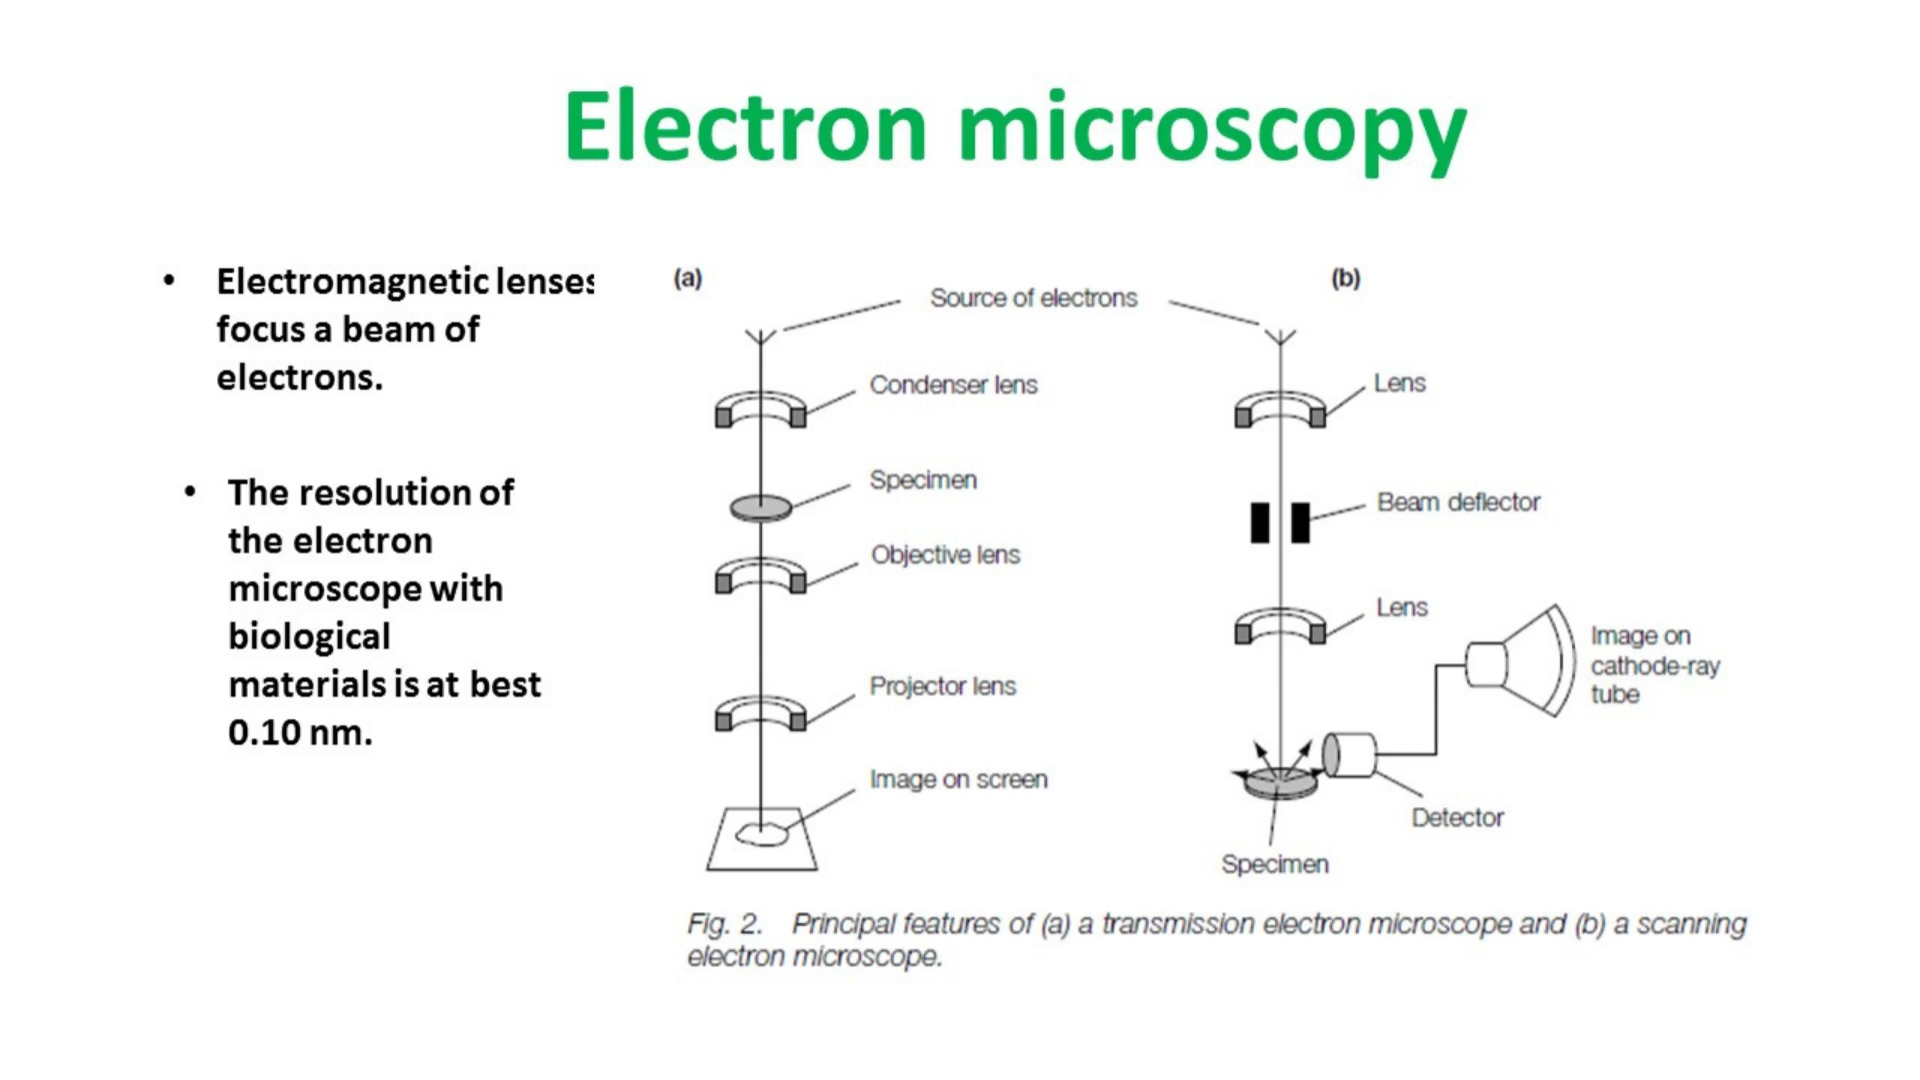 Electron microscopy
• Electromagnetic lenses
focus a beam of
electrons.
• The resolution of
the electron
microscope with
biological
materials is at best
0.10 nm.
(a)
Source of electrons
Condenser lens
Specimen
Objective lens
Projector lens
Image on screen
(b)
Lens
Beam deflector
Lens
Image on
cathode-ray
tube
Detector
Specimen
Fig. 2. Principal features of (a) a transmission electron microscope and (b) a scanning
electron microscope.